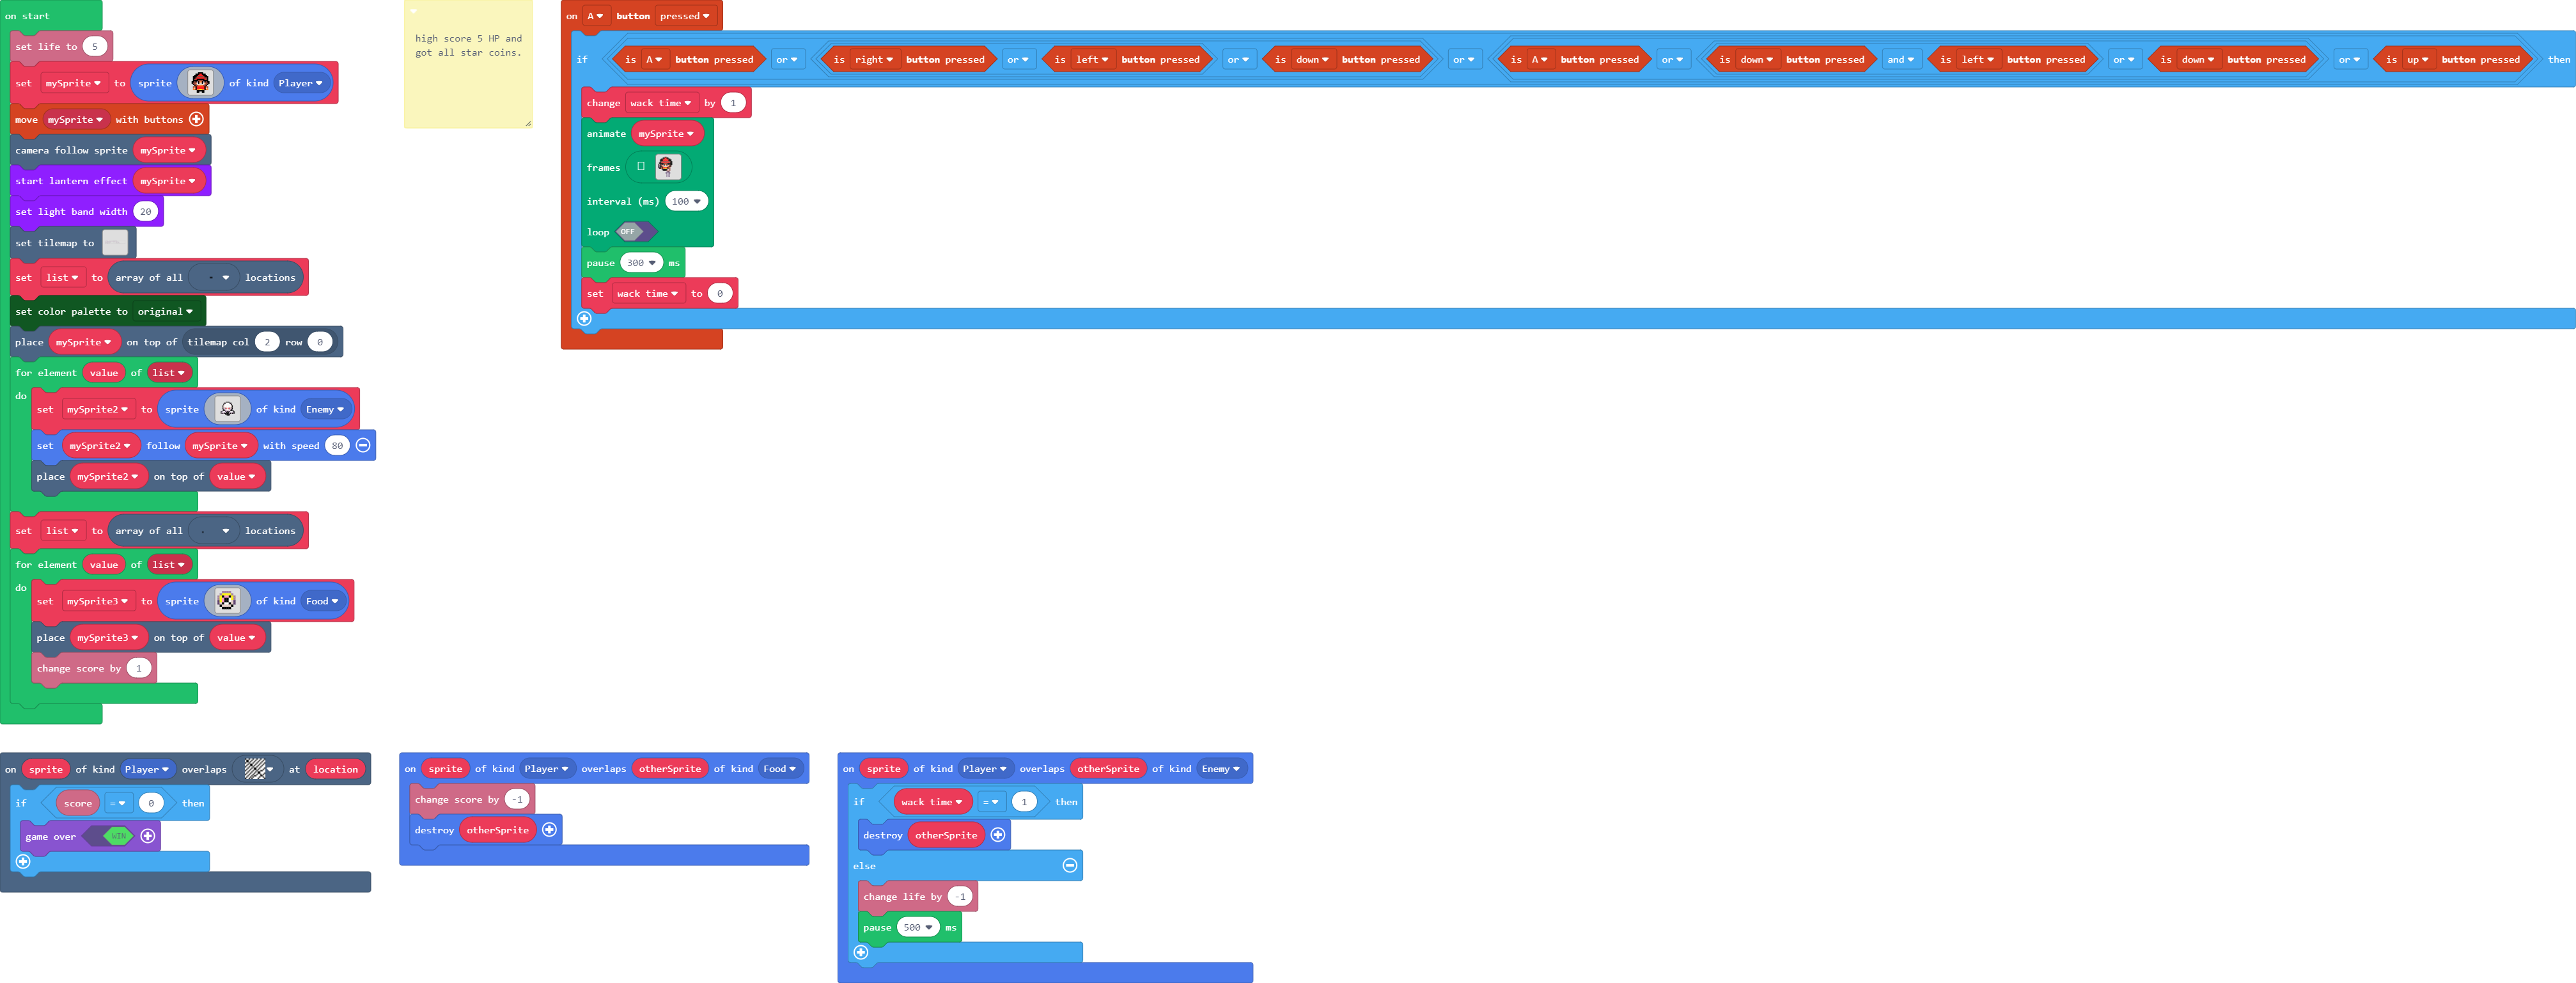 on start
set life to 5
set mySprite to sprite of kind Player
move mySprite with buttons
camera follow sprite mySprite
start lantern effect mySprite
set light band width 20
set tilemap to
set list to array of all locations
set color palette to original
place mySprite on top of tilemap col 2 row 0
for element value of list
do
set mySprite2 to sprite of kind Enemy
set mySprite2 follow mySprite with speed 80
place mySprite2 on top of value
set list to array of all locations
for element value of list
do
set mySprite3 to sprite of kind Food
place mySprite3 on top of value
change score by 1
high score 5 HP and
got all star coins.
on A button pressed
if is A button pressed or is right button pressed or is left button pressed or is down button pressed or is A button pressed or is down button pressed and is left button pressed or is down button pressed or is up button pressed then
change wack time by 1
animate mySprite
frames
interval (ms) 100
loop OFF
pause 300 ms
set wack time to 0
on sprite of kind Player overlaps at location
if score = 0 then
game over WIN
on sprite of kind Player overlaps otherSprite of kind Food
change score by -1
destroy otherSprite
on sprite of kind Player overlaps otherSprite of kind Enemy
if wack time = 1 then
destroy otherSprite
else
change life by -1
pause 500 ms